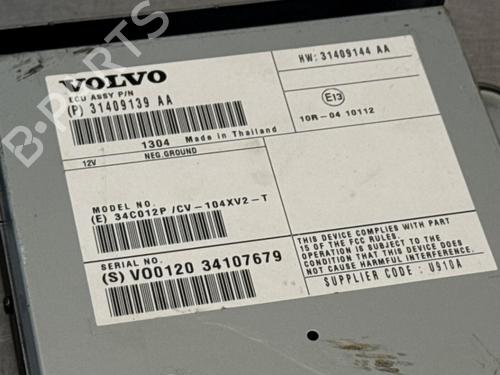 VOLVO
ECU ASSY P/N
(P) 31409139 AA
HW: 31409144 AA
E13
10R-04 10112
1304 Made in Thailand
12V NEG.GROUND
MODEL NO.
(E) 34C012P /CV-104XV2-T
SERIAL NO.
(S) VO0120 34107679
THIS DEVICE COMPLIES WITH PART
15 OF THE FCC RULES.
OPERATION IS SUBJECT TO THE
CONDITION THAT THIS DEVICE DOES
NOT CAUSE HARMFUL INTERFERENCE.
SUPPLIER CODE : U910A
B-PARTS